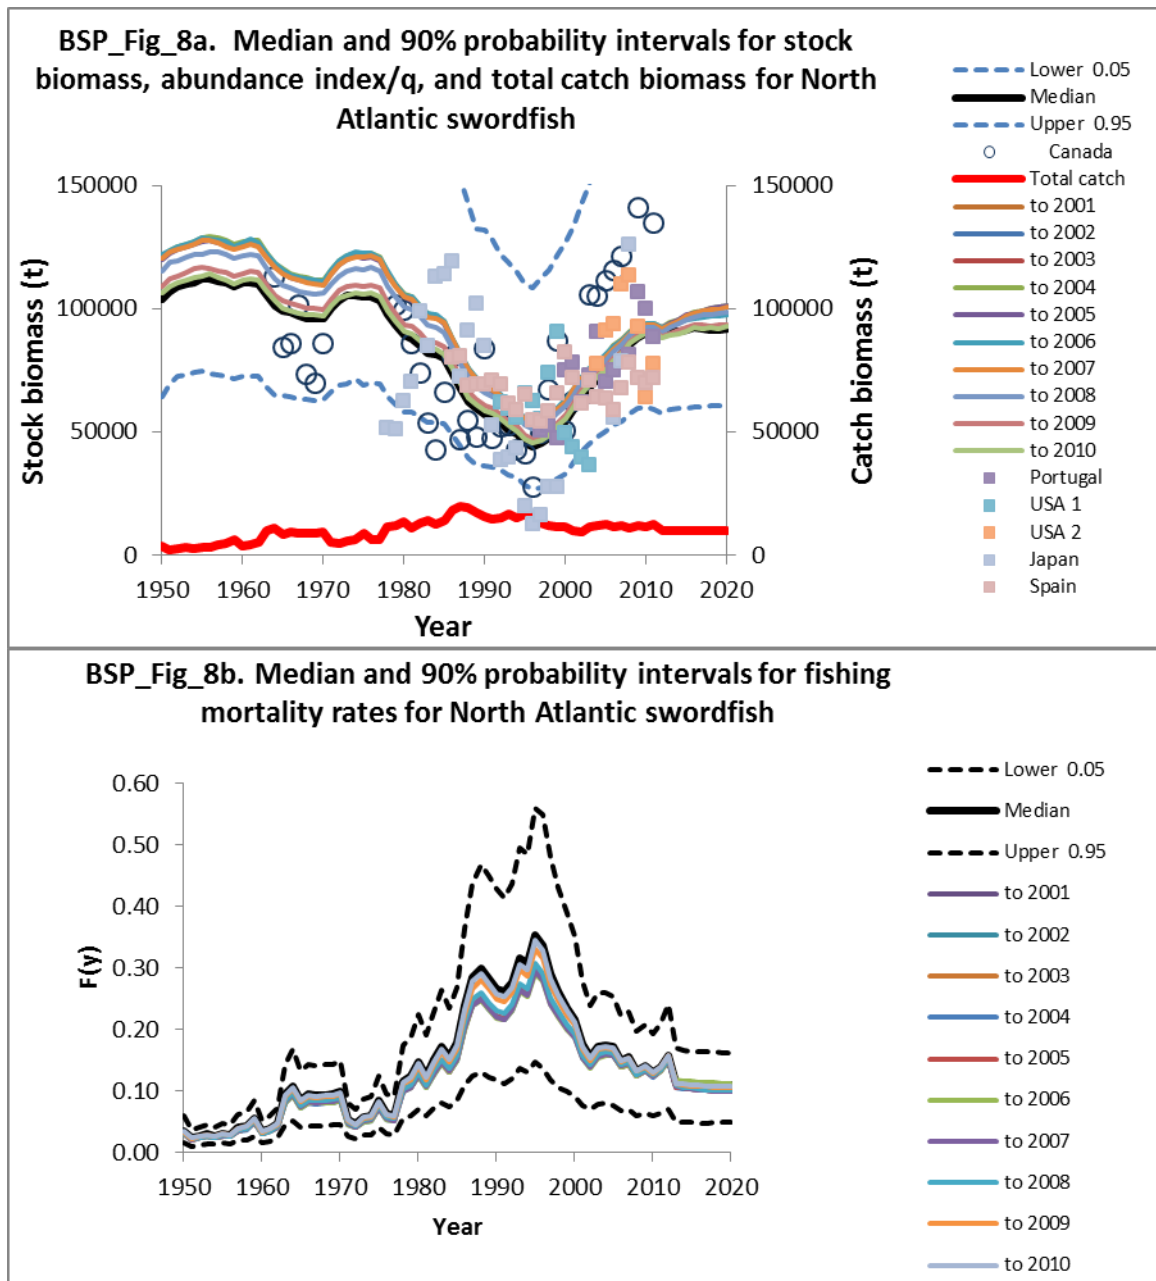 BSP_Fig_8a. Median and 90% probability intervals for stock
biomass, abundance index/q, and total catch biomass for North
Atlantic swordfish
Lower 0.05
Median
Upper 0.95
Canada
Total catch
to 2001
to 2002
to 2003
to 2004
to 2005
to 2006
to 2007
to 2008
to 2009
to 2010
Portugal
USA 1
USA 2
Japan
Spain
Stock biomass (t)
150000
100000
50000
0
150000
100000
50000
0
Catch biomass (t)
1950 1960 1970 1980 1990 2000 2010 2020
Year
BSP_Fig_8b. Median and 90% probability intervals for fishing
mortality rates for North Atlantic swordfish
Lower 0.05
Median
Upper 0.95
to 2001
to 2002
to 2003
to 2004
to 2005
to 2006
to 2007
to 2008
to 2009
to 2010
F(y)
0.60
0.50
0.40
0.30
0.20
0.10
0.00
1950 1960 1970 1980 1990 2000 2010 2020
Year